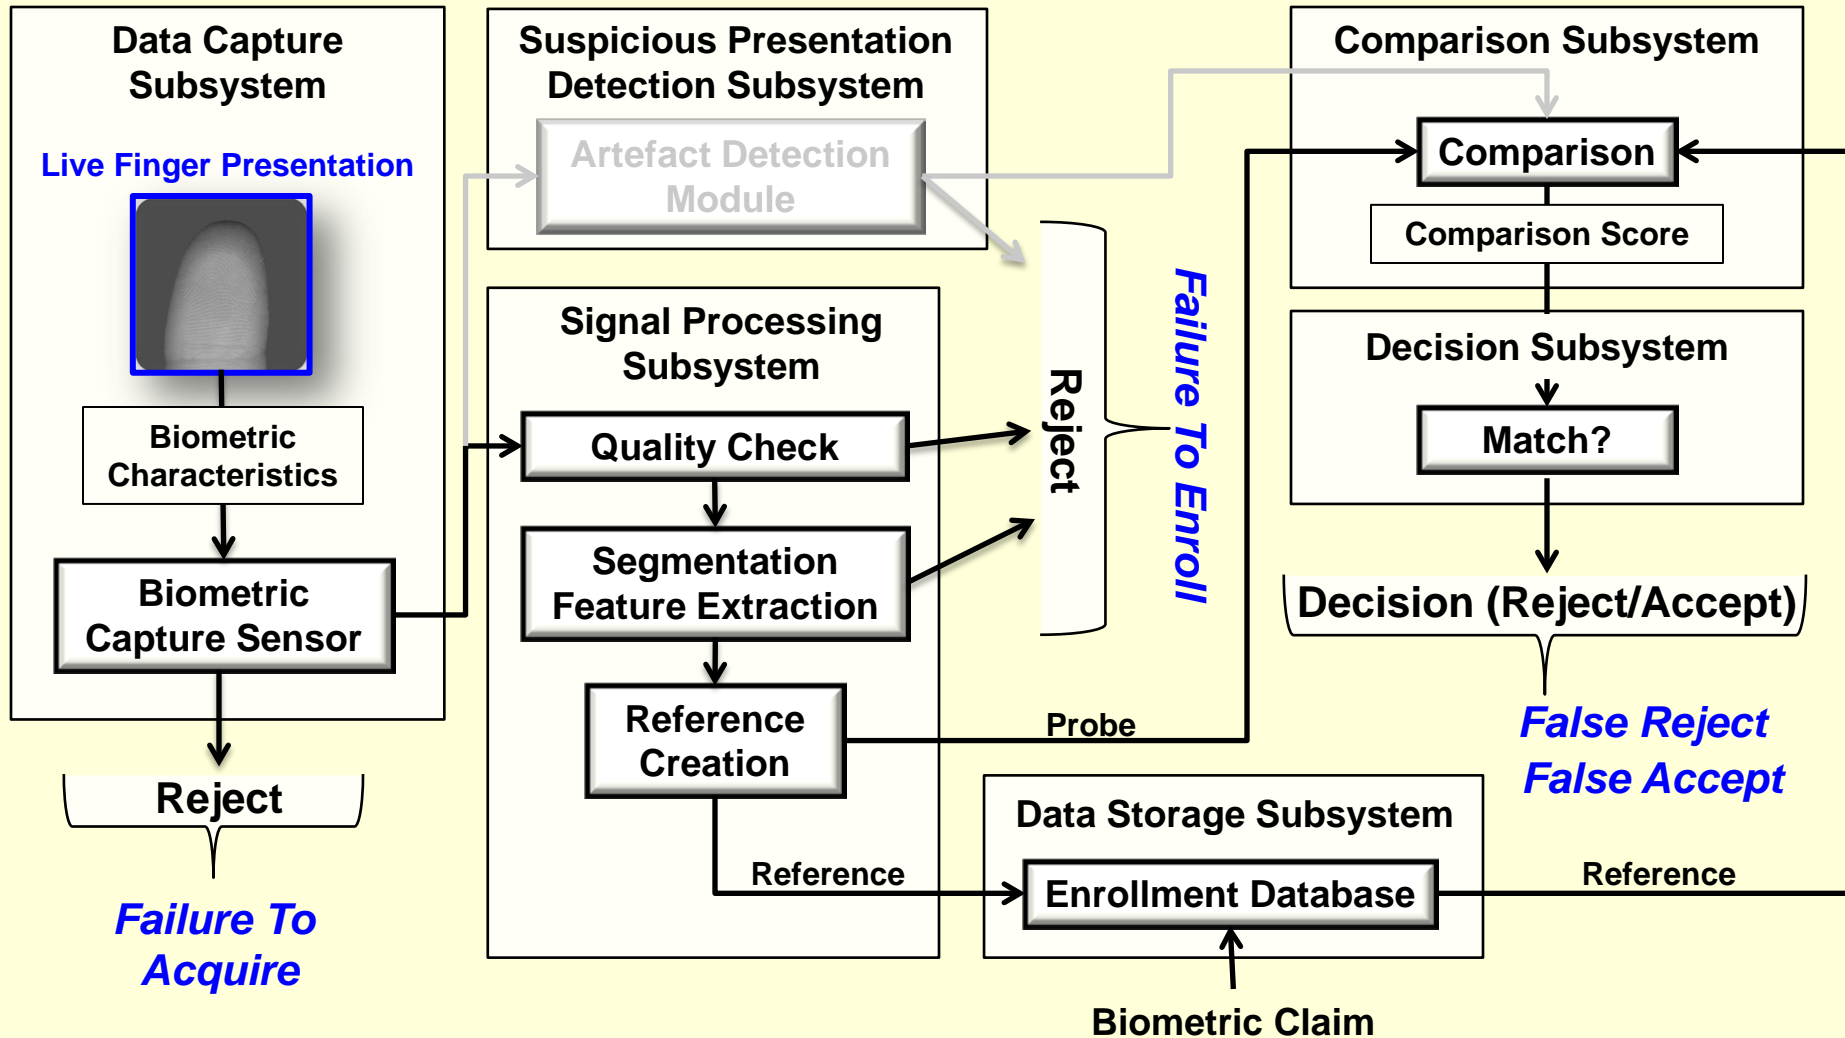 Data Capture
Subsystem
Live Finger Presentation
Biometric
Characteristics
Biometric
Capture Sensor
Reject
Failure To
Acquire
Suspicious Presentation
Detection Subsystem
Artefact Detection
Module
Signal Processing
Subsystem
Quality Check
Segmentation
Feature Extraction
Reference
Creation
Reject
Failure To Enroll
Probe
Reference
Data Storage Subsystem
Enrollment Database
Biometric Claim
Reference
Comparison Subsystem
Comparison
Comparison Score
Decision Subsystem
Match?
Decision (Reject/Accept)
False Reject
False Accept